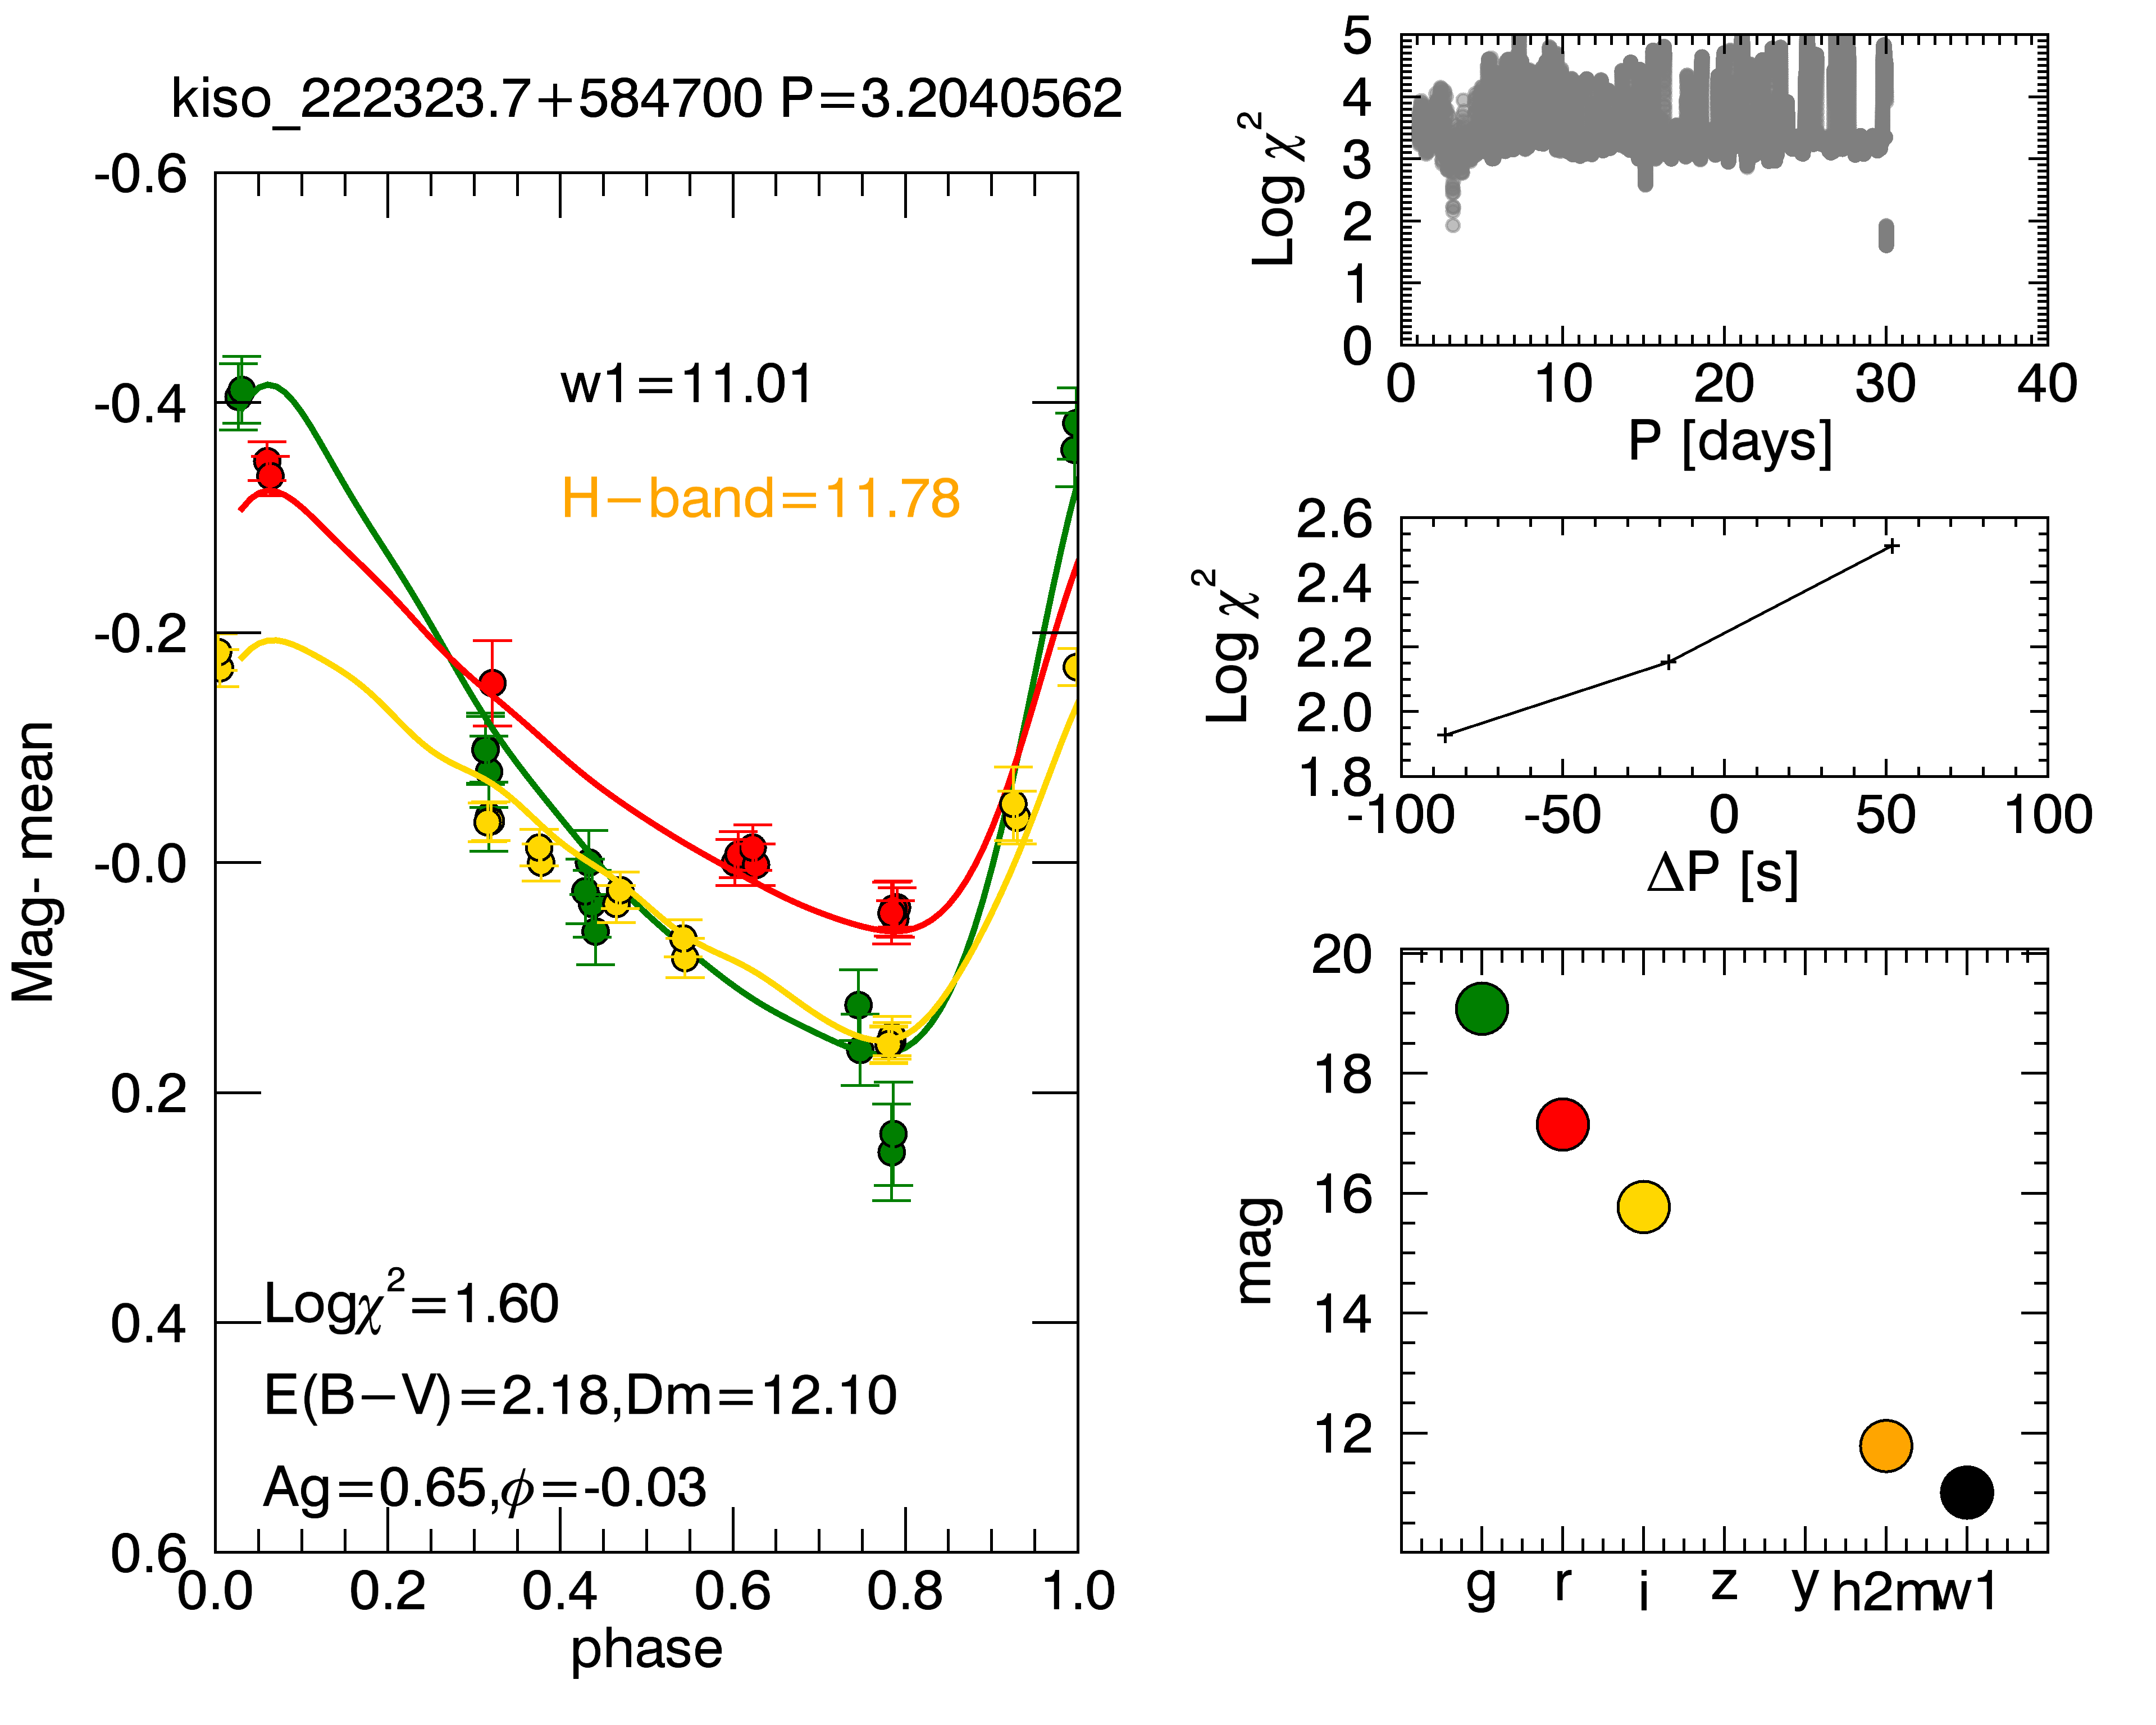 kiso_222323.7+584700 P=3.2040562
-0.6
-0.4
-0.2
-0.0
0.2
0.4
0.6
Mag- mean
w1=11.01
H-band=11.78
Logχ²=1.60
E(B-V)=2.18,Dm=12.10
Ag=0.65,ϕ=-0.03
0.0 0.2 0.4 0.6 0.8 1.0
phase
5
4
3
2
1
0
Log χ²
0 10 20 30 40
P [days]
2.6
2.4
2.2
2.0
1.8
Log χ²
-100 -50 0 50 100
ΔP [s]
20
18
16
14
12
mag
g r i z y h2m w1